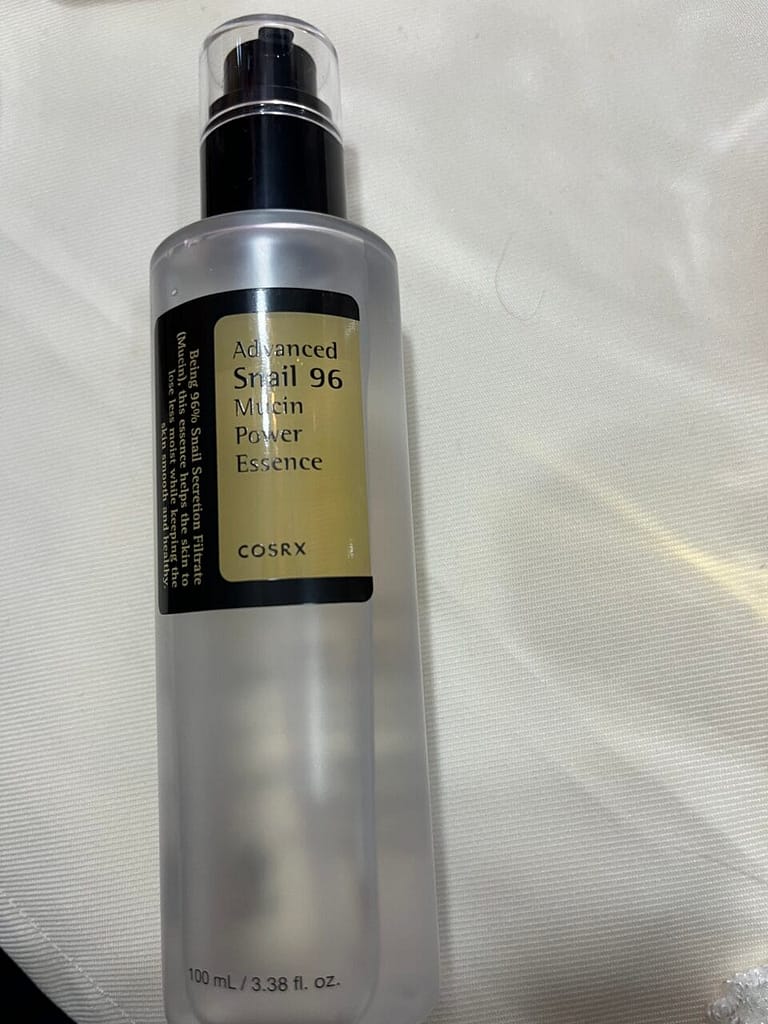 Advanced
Snail 96
Mucin
Power
Essence
COSRX
Being 96% Snail Secretion Filtrate
(Mucin), this essence helps the skin to
lose less moist while keeping the
skin smooth and healthy.
100 mL / 3.38 fl. oz.